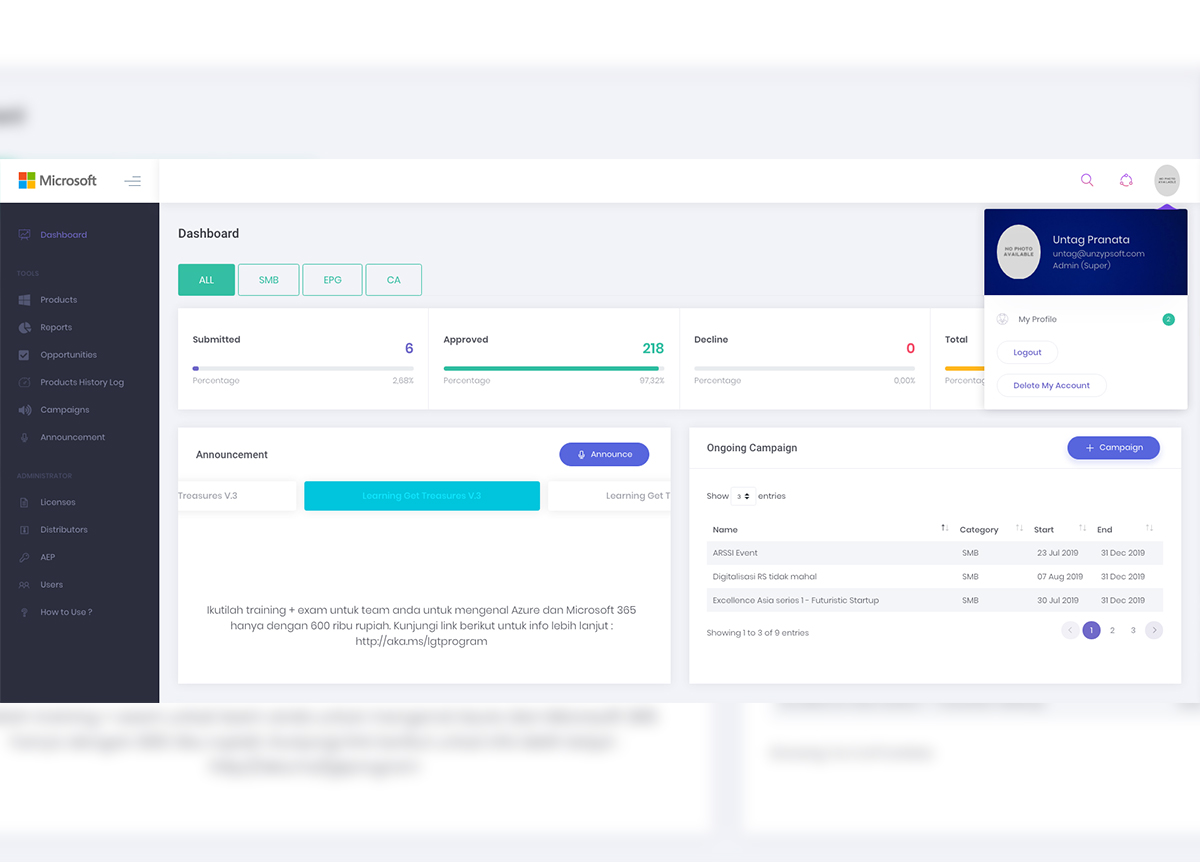 Microsoft
Dashboard
TOOLS
Products
Reports
Opportunities
Products History Log
Campaigns
Announcement
ADMINISTRATOR
Licenses
Distributors
AEP
Users
How to Use ?
NO PHOTO
AVAILABLE
NO PHOTO
AVAILABLE
Untag Pranata
untag@unzypsoft.com
Admin (Super)
My Profile
2
Logout
Delete My Account
Dashboard
ALL SMB EPG CA
Submitted
6
Percentage 2.68%
Approved
218
Percentage 97.32%
Decline
0
Percentage 0.00%
Total
Percentag
Announcement
Announce
Treasures V.3 Learning Get Treasures V.3 Learning Get T
Ikutilah training + exam untuk team anda untuk mengenal Azure dan Microsoft 365
hanya dengan 600 ribu rupiah. Kunjungi link berikut untuk info lebih lanjut :
http://aka.ms/lgtprogram
Ongoing Campaign
+ Campaign
Show 3 entries
Name Category Start End
ARSSI Event SMB 23 Jul 2019 31 Dec 2019
Digitalisasi RS tidak mahal SMB 07 Aug 2019 31 Dec 2019
Excellence Asia series 1 - Futuristic Startup SMB 30 Jul 2019 31 Dec 2019
Showing 1 to 3 of 9 entries
1 2 3